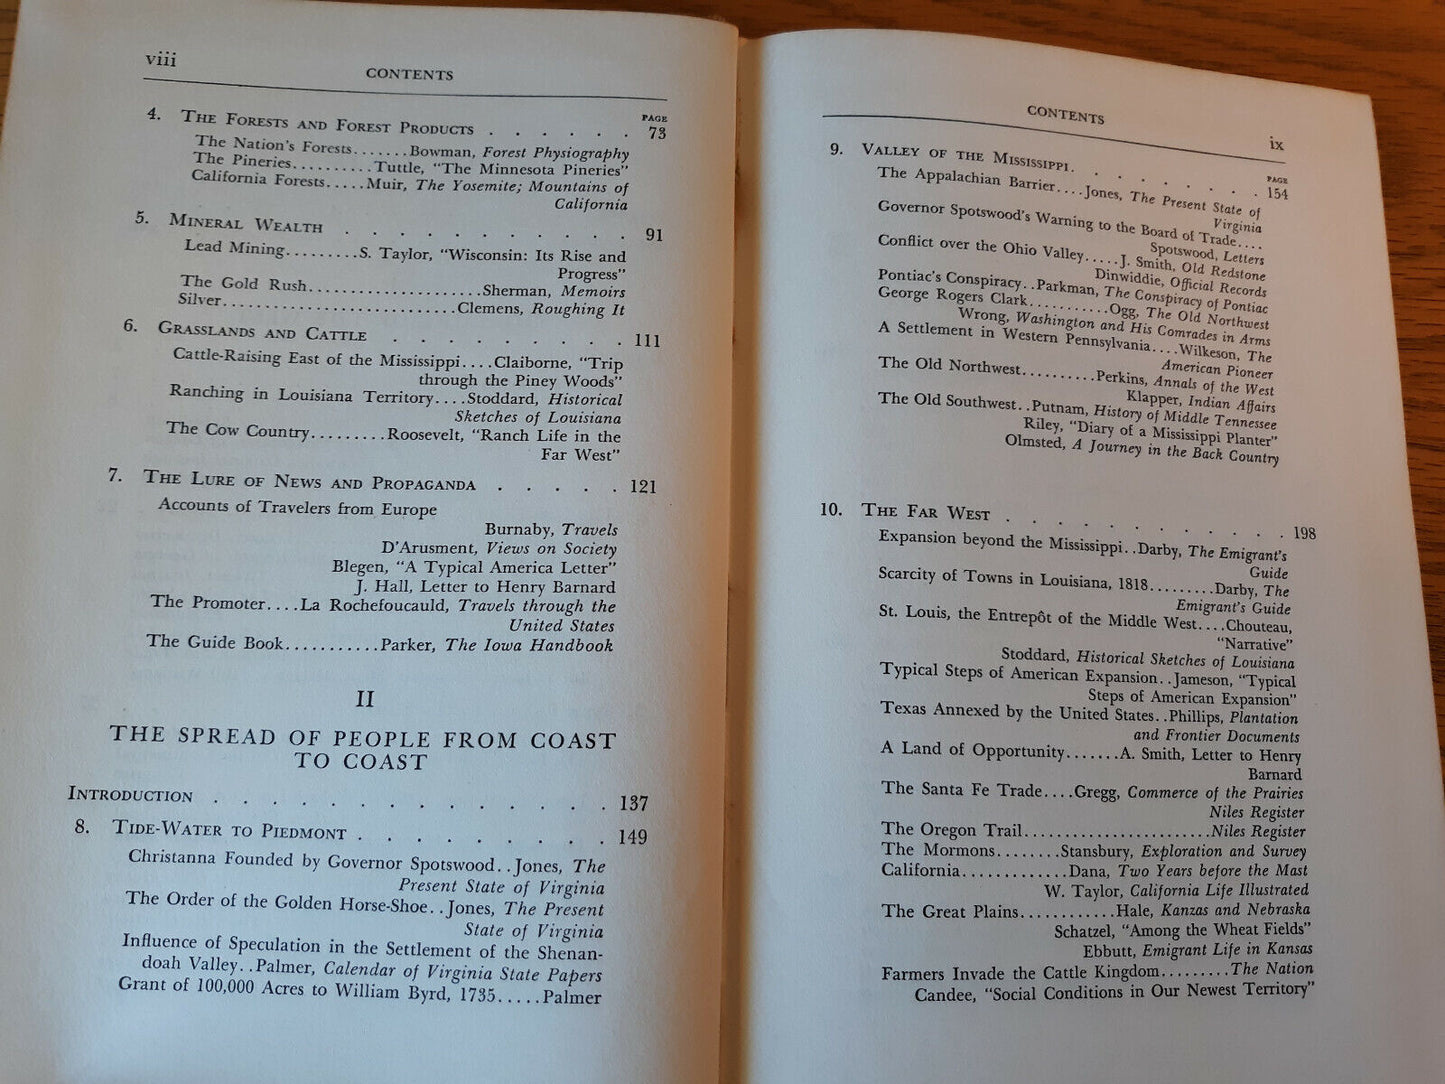 viii
CONTENTS
PAGE
4. THE FORESTS AND FOREST PRODUCTS . . . . . . 73
The Nation's Forests.......Bowman, Forest Physiography
The Pineries..........Tuttle, "The Minnesota Pineries"
California Forests.....Muir, The Yosemite; Mountains of
California
5. MINERAL WEALTH . . . . . . . . . . . 91
Lead Mining.........S. Taylor, "Wisconsin: Its Rise and
Progress"
The Gold Rush....................Sherman, Memoirs
Silver...........................Clemens, Roughing It
6. GRASSLANDS AND CATTLE . . . . . . . . . 111
Cattle-Raising East of the Mississippi....Claiborne, "Trip
through the Piney Woods"
Ranching in Louisiana Territory....Stoddard, Historical
Sketches of Louisiana
The Cow Country.........Roosevelt, "Ranch Life in the
Far West"
7. THE LURE OF NEWS AND PROPAGANDA . . . . . 121
Accounts of Travelers from Europe
Burnaby, Travels
D'Arusment, Views on Society
Blegen, "A Typical America Letter"
J. Hall, Letter to Henry Barnard
The Promoter....La Rochefoucauld, Travels through the
United States
The Guide Book...........Parker, The Iowa Handbook
II
THE SPREAD OF PEOPLE FROM COAST
TO COAST
INTRODUCTION . . . . . . . . . . . . . . 137
8. TIDE-WATER TO PIEDMONT . . . . . . . . . 149
Christanna Founded by Governor Spotswood..Jones, The
Present State of Virginia
The Order of the Golden Horse-Shoe..Jones, The Present
State of Virginia
Influence of Speculation in the Settlement of the Shenan-
doah Valley..Palmer, Calendar of Virginia State Papers
Grant of 100,000 Acres to William Byrd, 1735.....Palmer
CONTENTS
ix
PAGE
9. VALLEY OF THE MISSISSIPPI. . . . . . . . . 154
The Appalachian Barrier....Jones, The Present State of
Virginia
Governor Spotswood's Warning to the Board of Trade....
Spotswood, Letters
Conflict over the Ohio Valley.....J. Smith, Old Redstone
Dinwiddie, Official Records
Pontiac's Conspiracy..Parkman, The Conspiracy of Pontiac
George Rogers Clark..........Ogg, The Old Northwest
Wrong, Washington and His Comrades in Arms
A Settlement in Western Pennsylvania....Wilkeson, The
American Pioneer
The Old Northwest..........Perkins, Annals of the West
Klapper, Indian Affairs
The Old Southwest..Putnam, History of Middle Tennessee
Riley, "Diary of a Mississippi Planter"
Olmsted, A Journey in the Back Country
10. THE FAR WEST . . . . . . . . . . . . 198
Expansion beyond the Mississippi..Darby, The Emigrant's
Guide
Scarcity of Towns in Louisiana, 1818.........Darby, The
Emigrant's Guide
St. Louis, the Entrepôt of the Middle West....Chouteau,
"Narrative"
Stoddard, Historical Sketches of Louisiana
Typical Steps of American Expansion..Jameson, "Typical
Steps of American Expansion"
Texas Annexed by the United States..Phillips, Plantation
and Frontier Documents
A Land of Opportunity.......A. Smith, Letter to Henry
Barnard
The Santa Fe Trade....Gregg, Commerce of the Prairies
Niles Register
The Oregon Trail.......................Niles Register
The Mormons........Stansbury, Exploration and Survey
California.............Dana, Two Years before the Mast
W. Taylor, California Life Illustrated
The Great Plains............Hale, Kanzas and Nebraska
Schatzel, "Among the Wheat Fields"
Ebbutt, Emigrant Life in Kansas
Farmers Invade the Cattle Kingdom.........The Nation
Candee, "Social Conditions in Our Newest Territory"